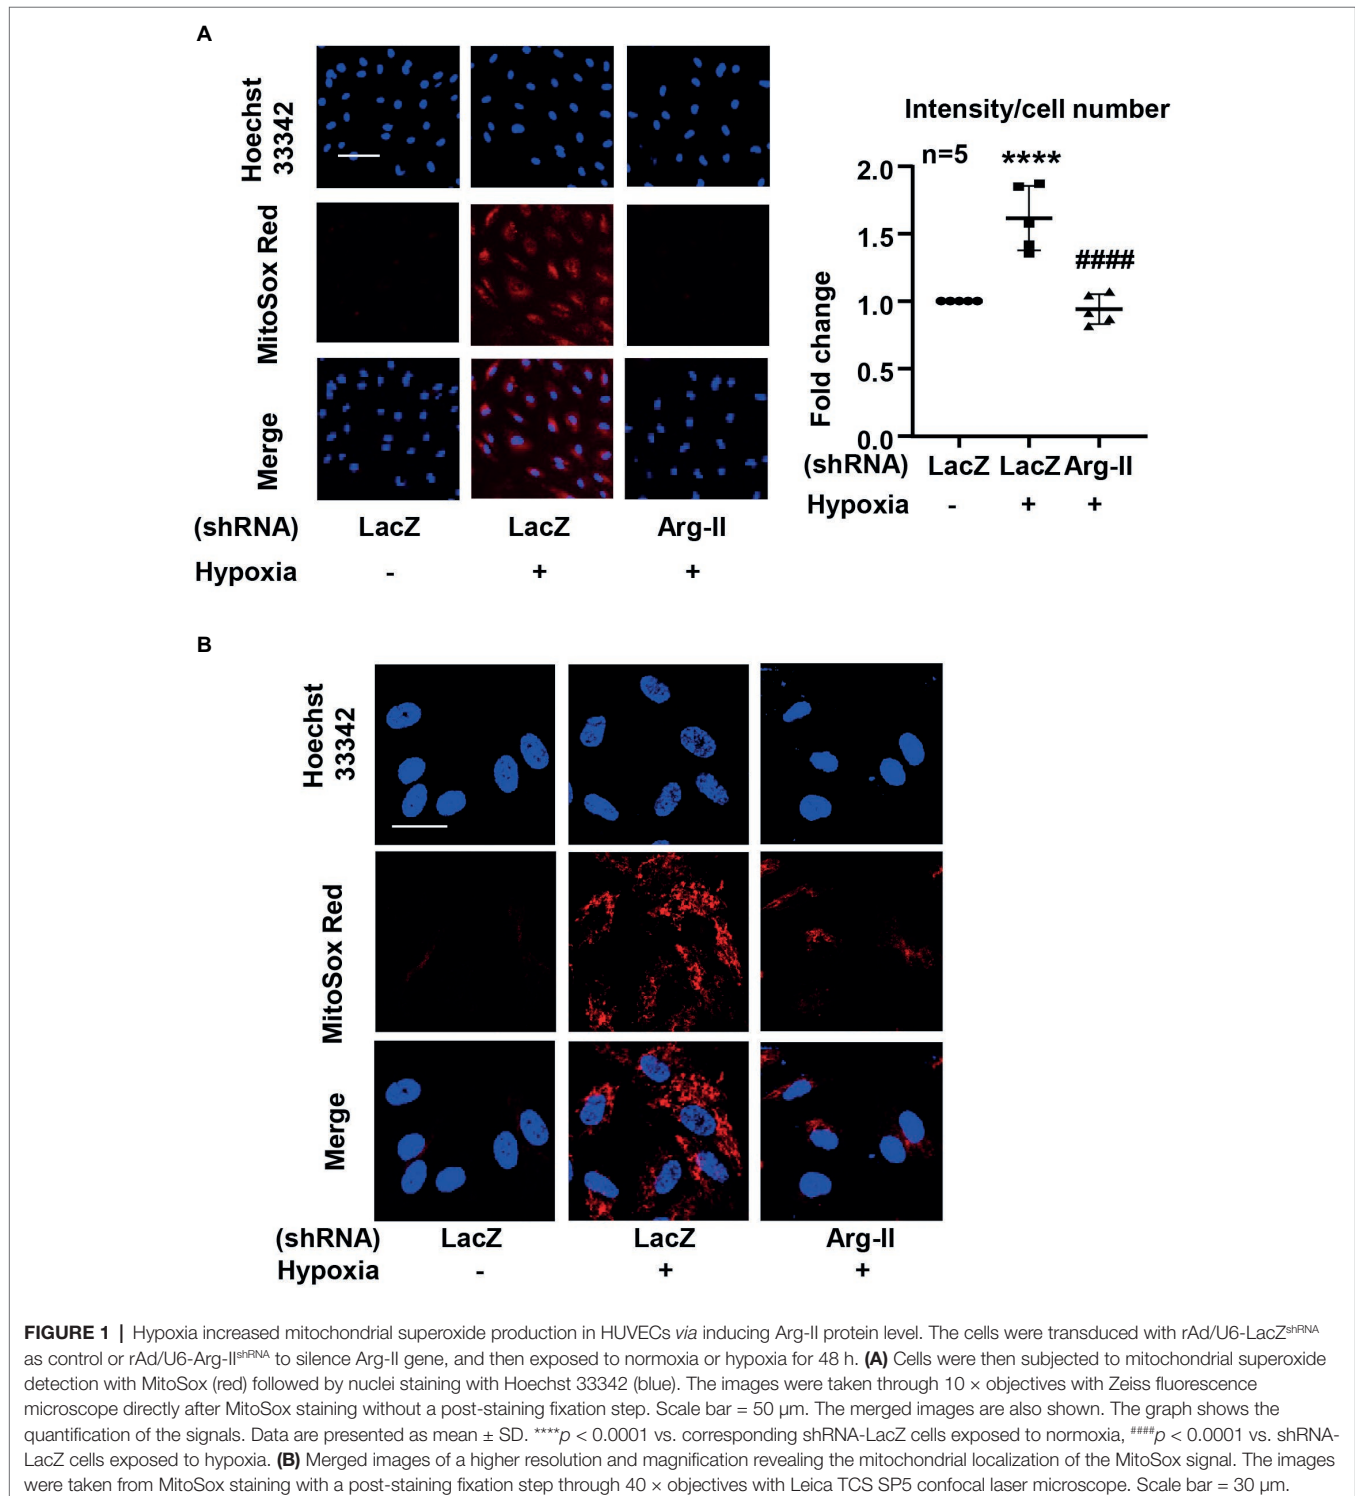 A
Hoechst
33342
MitoSox Red
Merge
(shRNA) LacZ LacZ Arg-II
Hypoxia - + +
Intensity/cell number
n=5 ****
####
Fold change
2.0
1.5
1.0
0.5
0.0
(shRNA) LacZ LacZ Arg-II
Hypoxia - + +
B
Hoechst
33342
MitoSox Red
Merge
(shRNA) LacZ LacZ Arg-II
Hypoxia - + +
FIGURE 1 | Hypoxia increased mitochondrial superoxide production in HUVECs via inducing Arg-II protein level. The cells were transduced with rAd/U6-LacZshRNA
as control or rAd/U6-Arg-IIshRNA to silence Arg-II gene, and then exposed to normoxia or hypoxia for 48 h. (A) Cells were then subjected to mitochondrial superoxide
detection with MitoSox (red) followed by nuclei staining with Hoechst 33342 (blue). The images were taken through 10 × objectives with Zeiss fluorescence
microscope directly after MitoSox staining without a post-staining fixation step. Scale bar = 50 µm. The merged images are also shown. The graph shows the
quantification of the signals. Data are presented as mean ± SD. ****p < 0.0001 vs. corresponding shRNA-LacZ cells exposed to normoxia, ####p < 0.0001 vs. shRNA-
LacZ cells exposed to hypoxia. (B) Merged images of a higher resolution and magnification revealing the mitochondrial localization of the MitoSox signal. The images
were taken from MitoSox staining with a post-staining fixation step through 40 × objectives with Leica TCS SP5 confocal laser microscope. Scale bar = 30 µm.